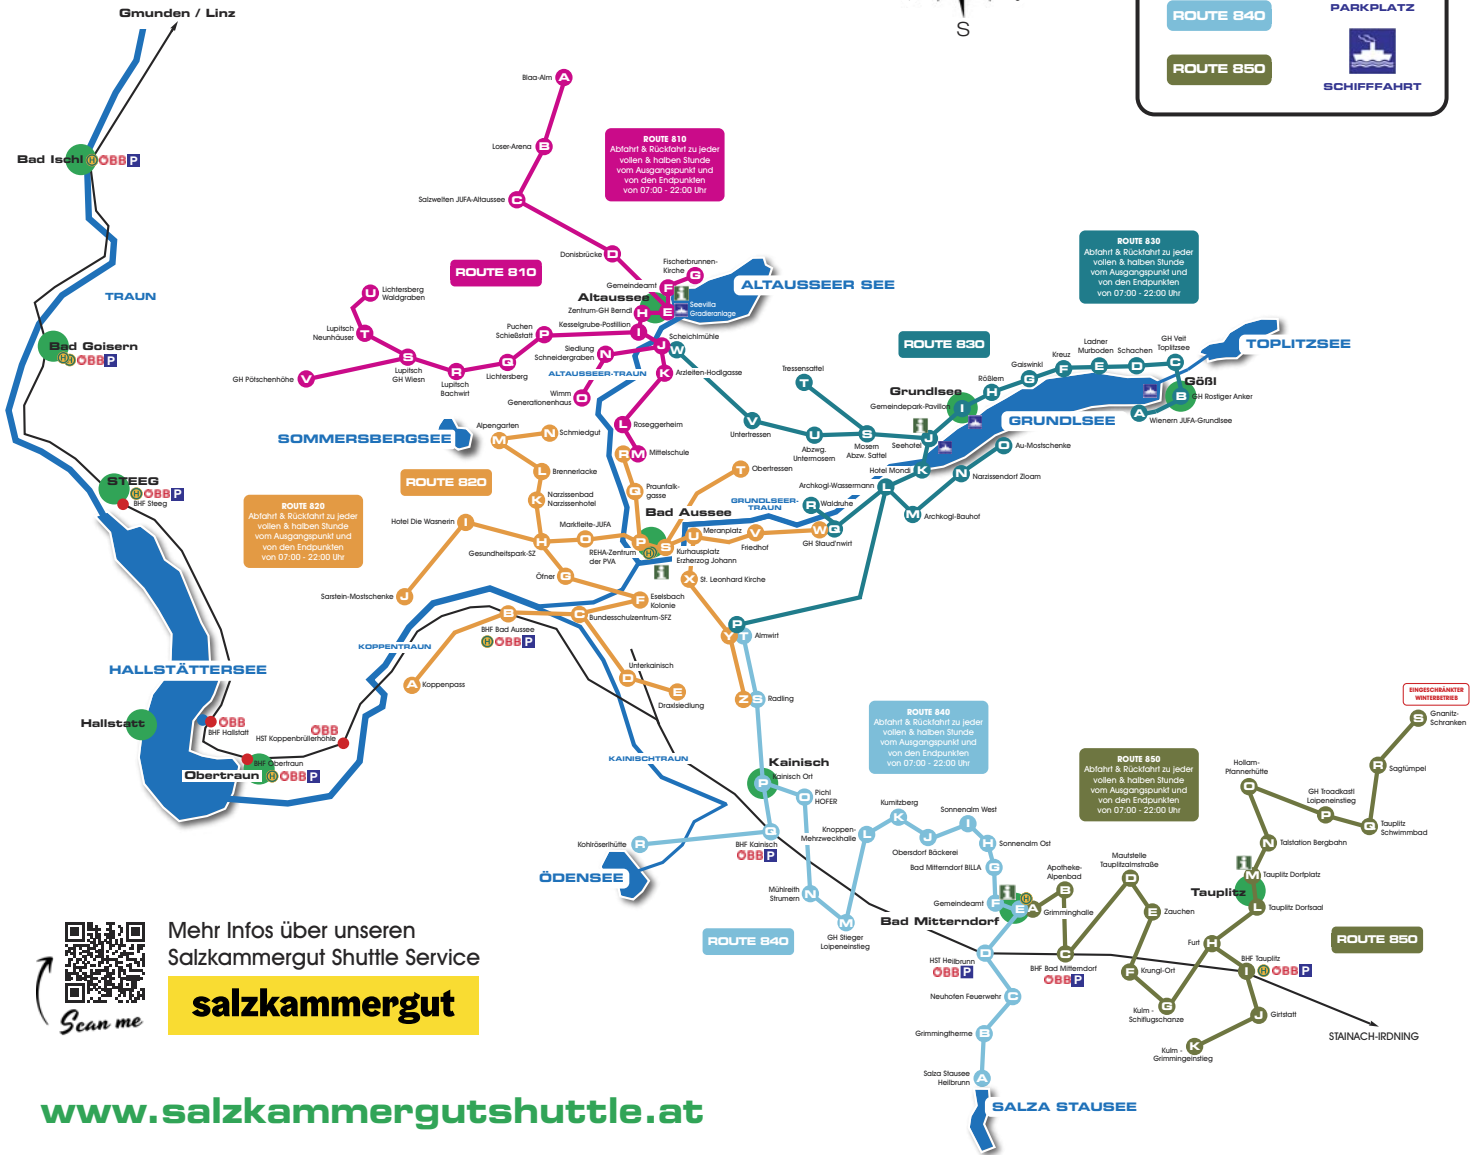 Gmunden / Linz
S
ROUTE 840
PARKPLATZ
ROUTE 850
SCHIFFFAHRT
Blaa-Alm A
Loser-Arena B
Salzwelten JUFA-Altaussee C
Donisbrücke D
ROUTE 810
Abfahrt & Rückfahrt zu jeder
vollen & halben Stunde
vom Ausgangspunkt und
von den Endpunkten
von 07:00 - 22:00 Uhr
Bad Ischl H ÖBB P
TRAUN
Bad Goisern
H H ÖBB P
ROUTE 810
Fischerbrunnen-
Kirche G
Gemeindeamt F
Altaussee
Zentrum-GH Berndl H E
Seevilla
Gradieranlage
ALTAUSSEER SEE
U Lichtersberg
Waldgraben
Lupitsch
Neunhäuser T
S
Lupitsch
GH Wiesn
GH Pötschenhöhe V
R
Lupitsch
Bachwirt
G
Lichtersberg
Puchen
Schießstatt P
Kesselgrube-Postillion I
Scheichlmühle
J W
Siedlung
Schneidergraben N
ALTAUSSEER-TRAUN
K Arzleiten-Hodlgasse
Wimm
Generationenhaus O
L Roseggerheim
R M Mittelschule
ROUTE 830
Abfahrt & Rückfahrt zu jeder
vollen & halben Stunde
vom Ausgangspunkt und
von den Endpunkten
von 07:00 - 22:00 Uhr
ROUTE 830
TOPLITZSEE
Tressensattel
T
V
Untertressen
U
Abzwg.
Untermosern
S
Mosern
Abzw. Sattel
Grundlsee
Gemeindepark-Pavillon I
Seehotel J
Rößlern
H
Gaiswinkl
G
Kreuz
F
Ladner
Murboden
E
Schachen
D
GH Veit
Toplitzsee
C
Gößl
B GH Rostiger Anker
A
Wienern JUFA-Grundlsee
GRUNDLSEE
O Au-Mostschenke
Hotel Mondi K
N Narzissendorf Zloam
Archkogl-Wassermann L
M Archkogl-Bauhof
R Waldruhe
W Q
GH Staud'nwirt
GRUNDLSEER-
TRAUN
SOMMERSBERGSEE
Alpengarten
M
N Schmiedgut
L Brennerlacke
K Narzissenbad
Narzissenhotel
ROUTE 820
ROUTE 820
Abfahrt & Rückfahrt zu jeder
vollen & halben Stunde
vom Ausgangspunkt und
von den Endpunkten
von 07:00 - 22:00 Uhr
STEEG
H ÖBB P
BHF Steeg
Hotel Die Wasnerin I
Sarstein-Mostschenke J
Gesundheitspark-SZ H
Marktleite-JUFA
O
Q Praunfalk-
gasse
T Obertressen
Bad Aussee
P S
REHA-Zentrum
der PVA
H
U Meranplatz
Kurhausplatz
Erzherzog Johann
V
Friedhof
X St. Leonhard Kirche
Öfner G
F Eselsbach
Kolonie
C Bundesschulzentrum-SFZ
B
BHF Bad Aussee
H ÖBB P
KOPPENTRAUN
A Koppenpass
Unterkainisch
D
E
Draxlsiedlung
P
Y T Almwirt
Z S Radling
HALLSTÄTTERSEE
Hallstatt
ÖBB
BHF Hallstatt
ÖBB
HST Koppenbrüllerhöhle
BHF Obertraun
Obertraun H ÖBB P
KAINISCHTRAUN
Kainisch
P Kainisch Ort
O Pichl
HOFER
Q
BHF Kainisch
ÖBB P
Kohlröserlhütte R
ÖDENSEE
ROUTE 840
Abfahrt & Rückfahrt zu jeder
vollen & halben Stunde
vom Ausgangspunkt und
von den Endpunkten
von 07:00 - 22:00 Uhr
Mühlreith
Strumern N
M
GH Stieger
Loipeneinstieg
Knoppen-
Mehrzweckhalle L
Kumitzberg
K
J
Obersdorf Bäckerei
Sonnenalm West
I
H Sonnenalm Ost
Bad Mitterndorf BILLA G
Gemeindeamt F
E A
H
Bad Mitterndorf
ROUTE 840
D
HST Heilbrunn
ÖBB P
Neuhofen Feuerwehr C
Grimmingtherme B
Salza Stausee
Heilbrunn A
SALZA STAUSEE
ROUTE 850
Abfahrt & Rückfahrt zu jeder
vollen & halben Stunde
vom Ausgangspunkt und
von den Endpunkten
von 07:00 - 22:00 Uhr
Apotheke-
Alpenbad
B
Grimminghalle
C
BHF Bad Mitterndorf
ÖBB P
Mautstelle
Tauplitzalmstraße
D
E Zauchen
F Krungl-Ort
G
Kulm -
Schiflugschanze
Furt H
BHF Tauplitz
I H ÖBB P
J Girtstatt
K
Kulm -
Grimmingeinstieg
L Tauplitz Dorfsaal
Tauplitz
M Tauplitz Dorfplatz
N Talstation Bergbahn
Hollam-
Pfannerhütte
O
GH Troadkastl
Loipeneinstieg
P
Q Tauplitz
Schwimmbad
R Sagtümpel
EINGESCHRÄNKTER
WINTERBETRIEB
S Gnanitz-
Schranken
ROUTE 850
STAINACH-IRDNING
Mehr Infos über unseren
Salzkammergut Shuttle Service
salzkammergut
Scan me
www.salzkammergutshuttle.at